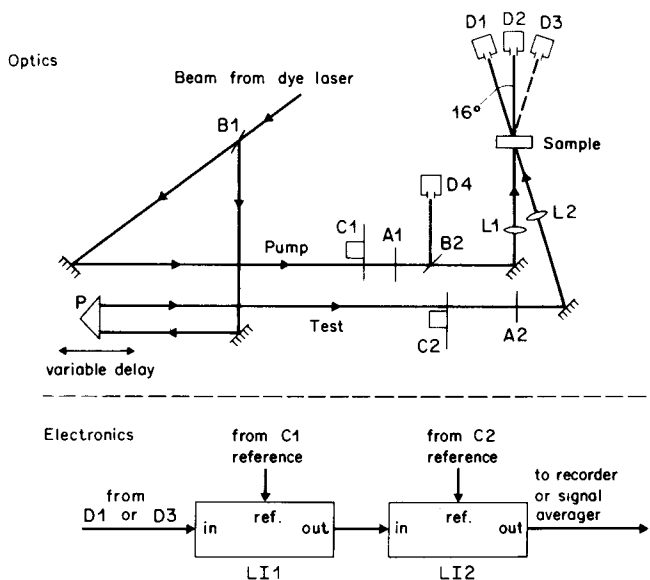 D1 D2 D3
Optics
Beam from dye laser
16°
B1
Sample
D4
C1
A1
L1
L2
B2
Pump
P
Test
C2
A2
variable delay
Electronics
from C1
reference
from C2
reference
to recorder
or signal
averager
from
D1 or D3
in
ref.
out
in
ref.
out
LI1
LI2